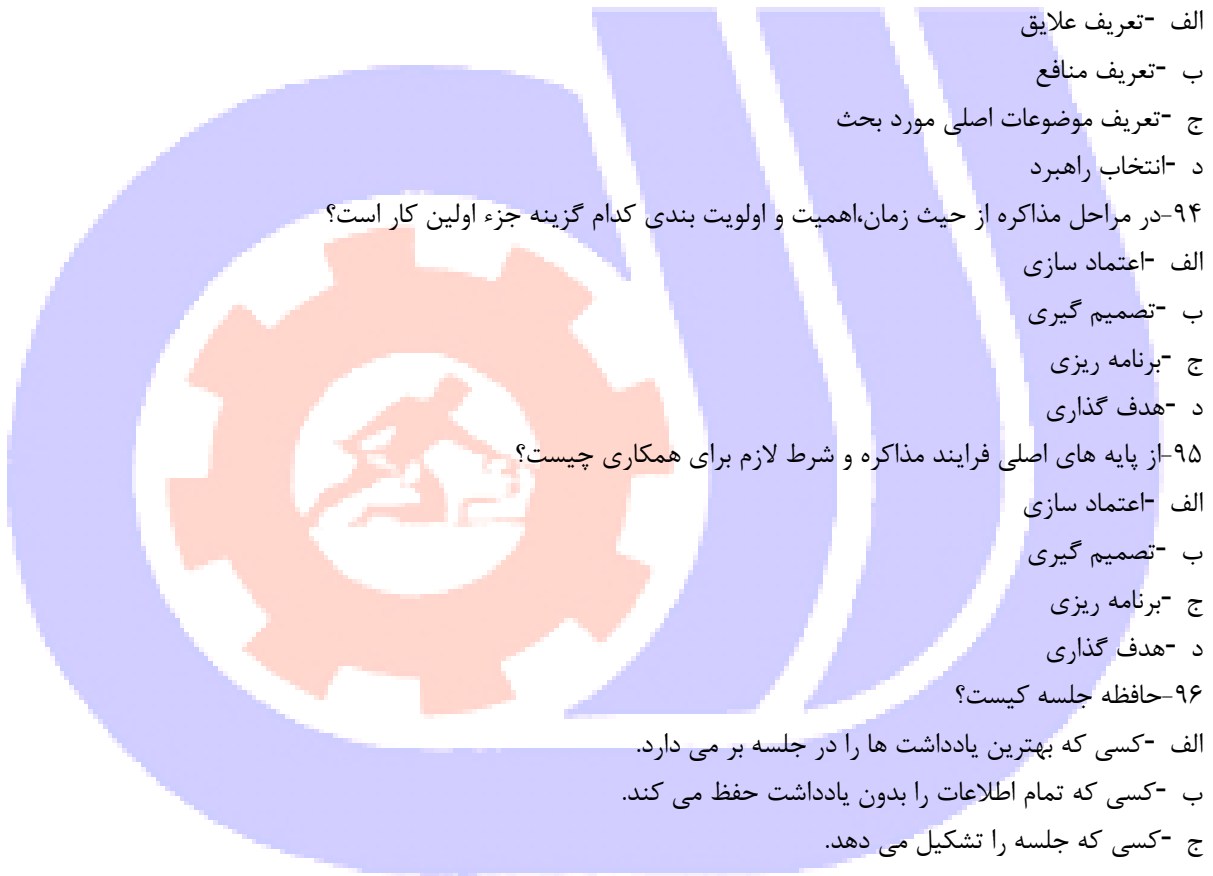 الف -تعریف علایق
ب -تعریف منافع
ج -تعریف موضوعات اصلی مورد بحث
د -انتخاب راهبرد
۹۴-در مراحل مذاکره از حیث زمان،اهمیت و اولویت بندی کدام گزینه جزء اولین کار است؟
الف -اعتماد سازی
ب -تصمیم گیری
ج -برنامه ریزی
د -هدف گذاری
۹۵-از پایه های اصلی فرایند مذاکره و شرط لازم برای همکاری چیست؟
الف -اعتماد سازی
ب -تصمیم گیری
ج -برنامه ریزی
د -هدف گذاری
۹۶-حافظه جلسه کیست؟
الف -کسی که بهترین یادداشت ها را در جلسه بر می دارد.
ب -کسی که تمام اطلاعات را بدون یادداشت حفظ می کند.
ج -کسی که جلسه را تشکیل می دهد.